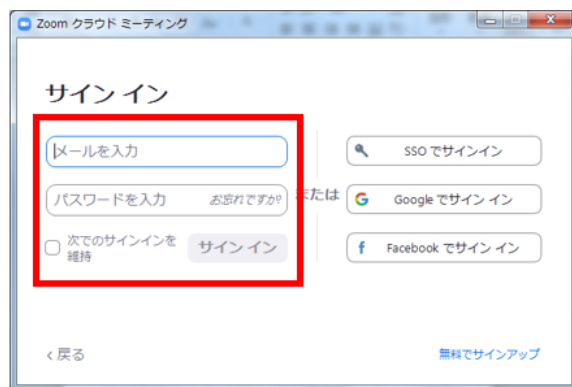 Zoom クラウド ミーティング
サイン イン
メールを入力
パスワードを入力 お忘れですか?
次でのサインインを
維持
サイン イン
または
SSO でサインイン
Google でサイン イン
Facebook でサイン イン
戻る
無料でサインアップ